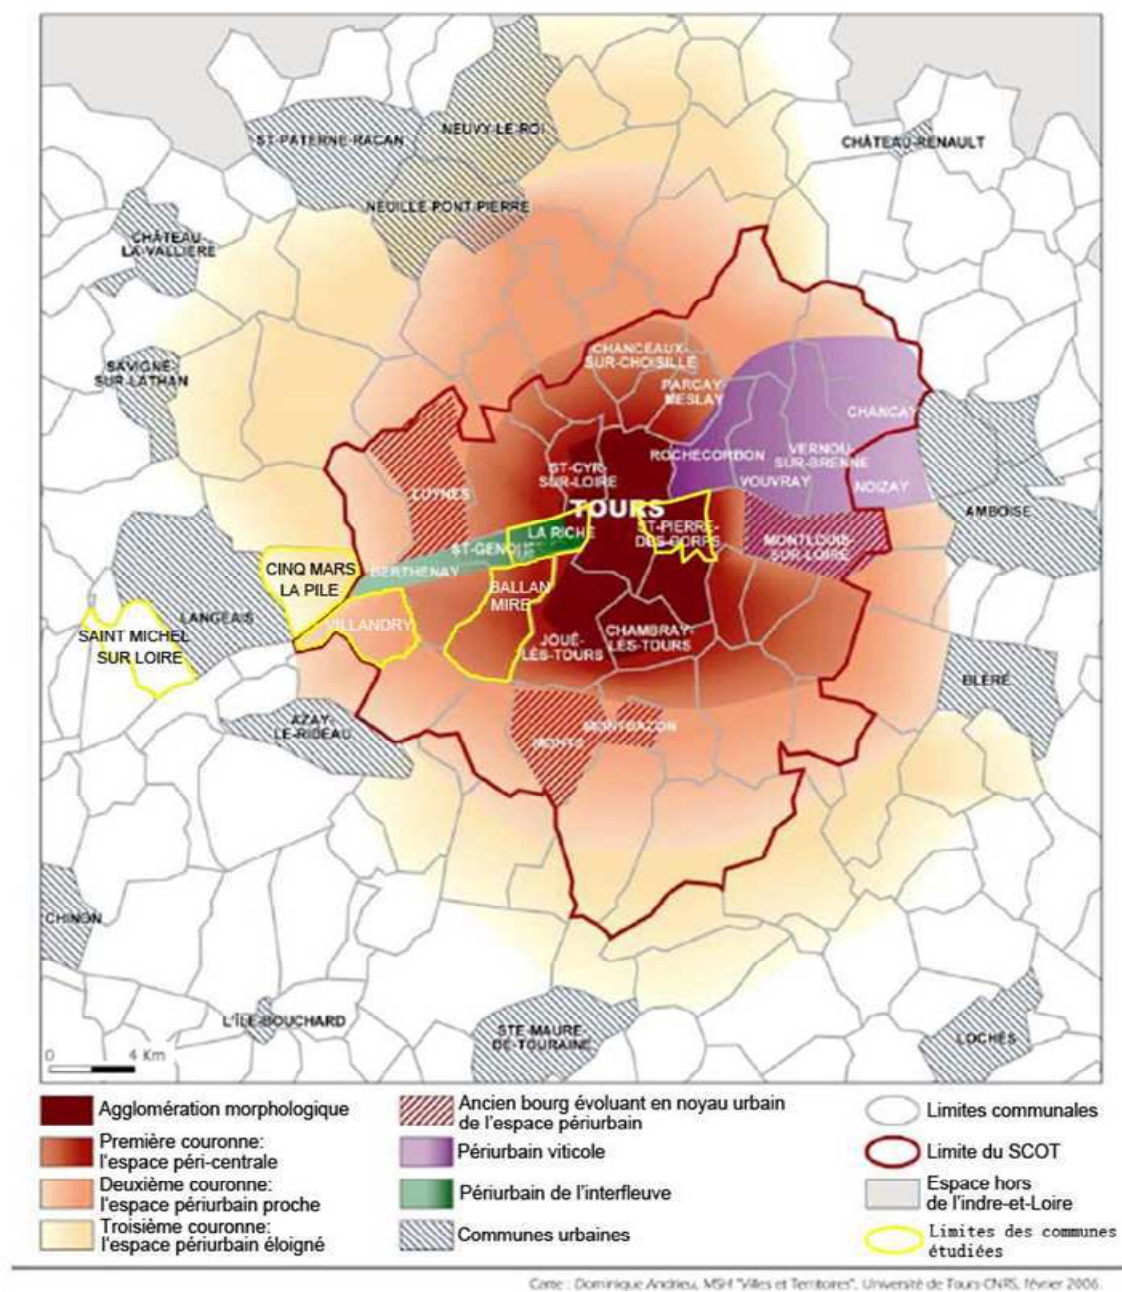 NEUVY-LE-ROI
ST-PATERNE-RACAN
CHÂTEAU-RENAULT
NEUILLE-PONT-PIERRE
CHÂTEAU-
LA-VALLIERE
CHANCEAUX-
SUR-CHOISILLE
SAVIGNE-
SUR-LATHAN
PARCAY-
MESLAY
CHANCAY
ROCHECORBON
VERNOU-
SUR-BRENNE
ST-CYR-
SUR-LOIRE
VOUVRAY
NOIZAY
LUYNES
TOURS
AMBOISE
LA RICHE
ST-PIERRE-
DES-CORPS
MONTLOUIS-
SUR-LOIRE
ST-GENOUPH
BERTHENAY
CINQ MARS
LA PILE
BALLAN
MIRE
LANGEAIS
VILLANDRY
SAINT MICHEL
SUR LOIRE
JOUÉ-
LÈS-TOURS
CHAMBRAY-
LÈS-TOURS
BLERE
AZAY-
LE-RIDEAU
MONTBAZON
MONTS
CHINON
L'ÎLE-BOUCHARD
STE-MAURE-
DE-TOURAINE
LOCHES
0 4 Km
Agglomération morphologique
Première couronne:
l'espace péri-centrale
Deuxième couronne:
l'espace périurbain proche
Troisième couronne:
l'espace périurbain éloigné
Ancien bourg évoluant en noyau urbain
de l'espace périurbain
Périurbain viticole
Périurbain de l'interfleuve
Communes urbaines
Limites communales
Limite du SCOT
Espace hors
de l'indre-et-Loire
Limites des communes
étudiées
Carte : Dominique Andrieu, MSH "Villes et Territoires", Université de Tours-CNRS, février 2006.